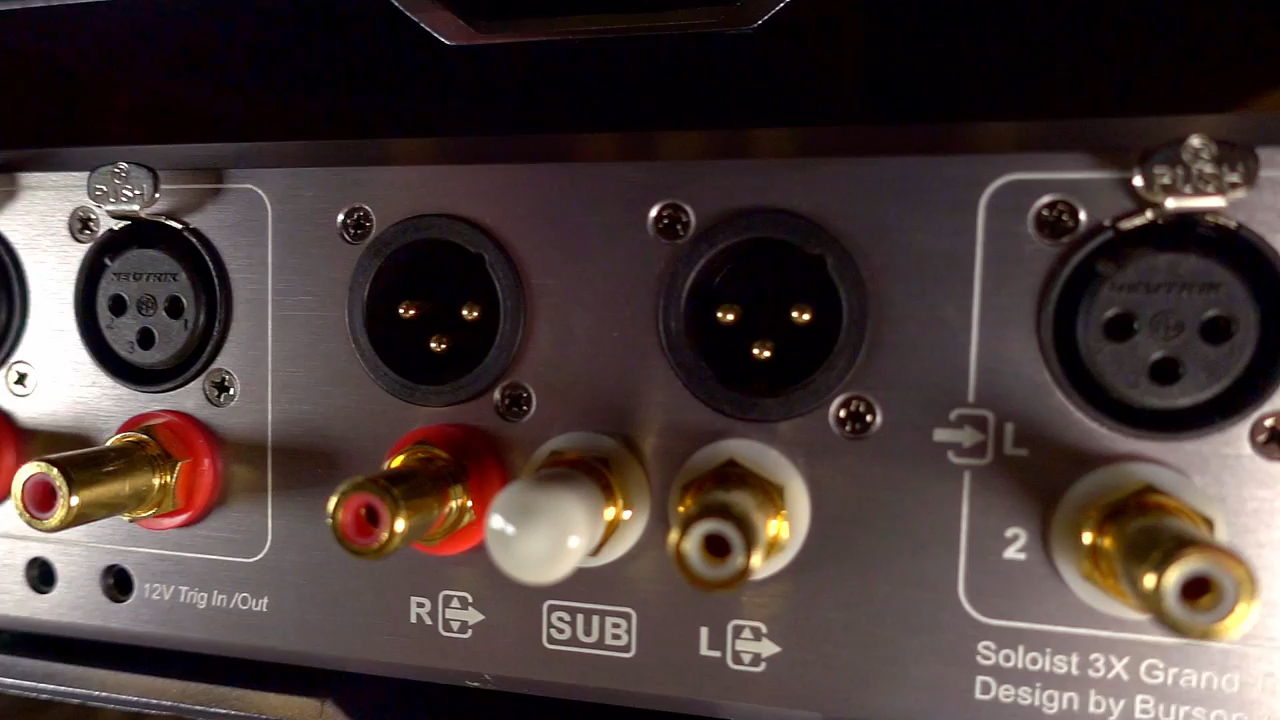 PUSH
PUSH
NEUTRIK
NEUTRIK
2 1
3
L
2
12V Trig In /Out
R
SUB
L
Soloist 3X Grand
Design by Burson